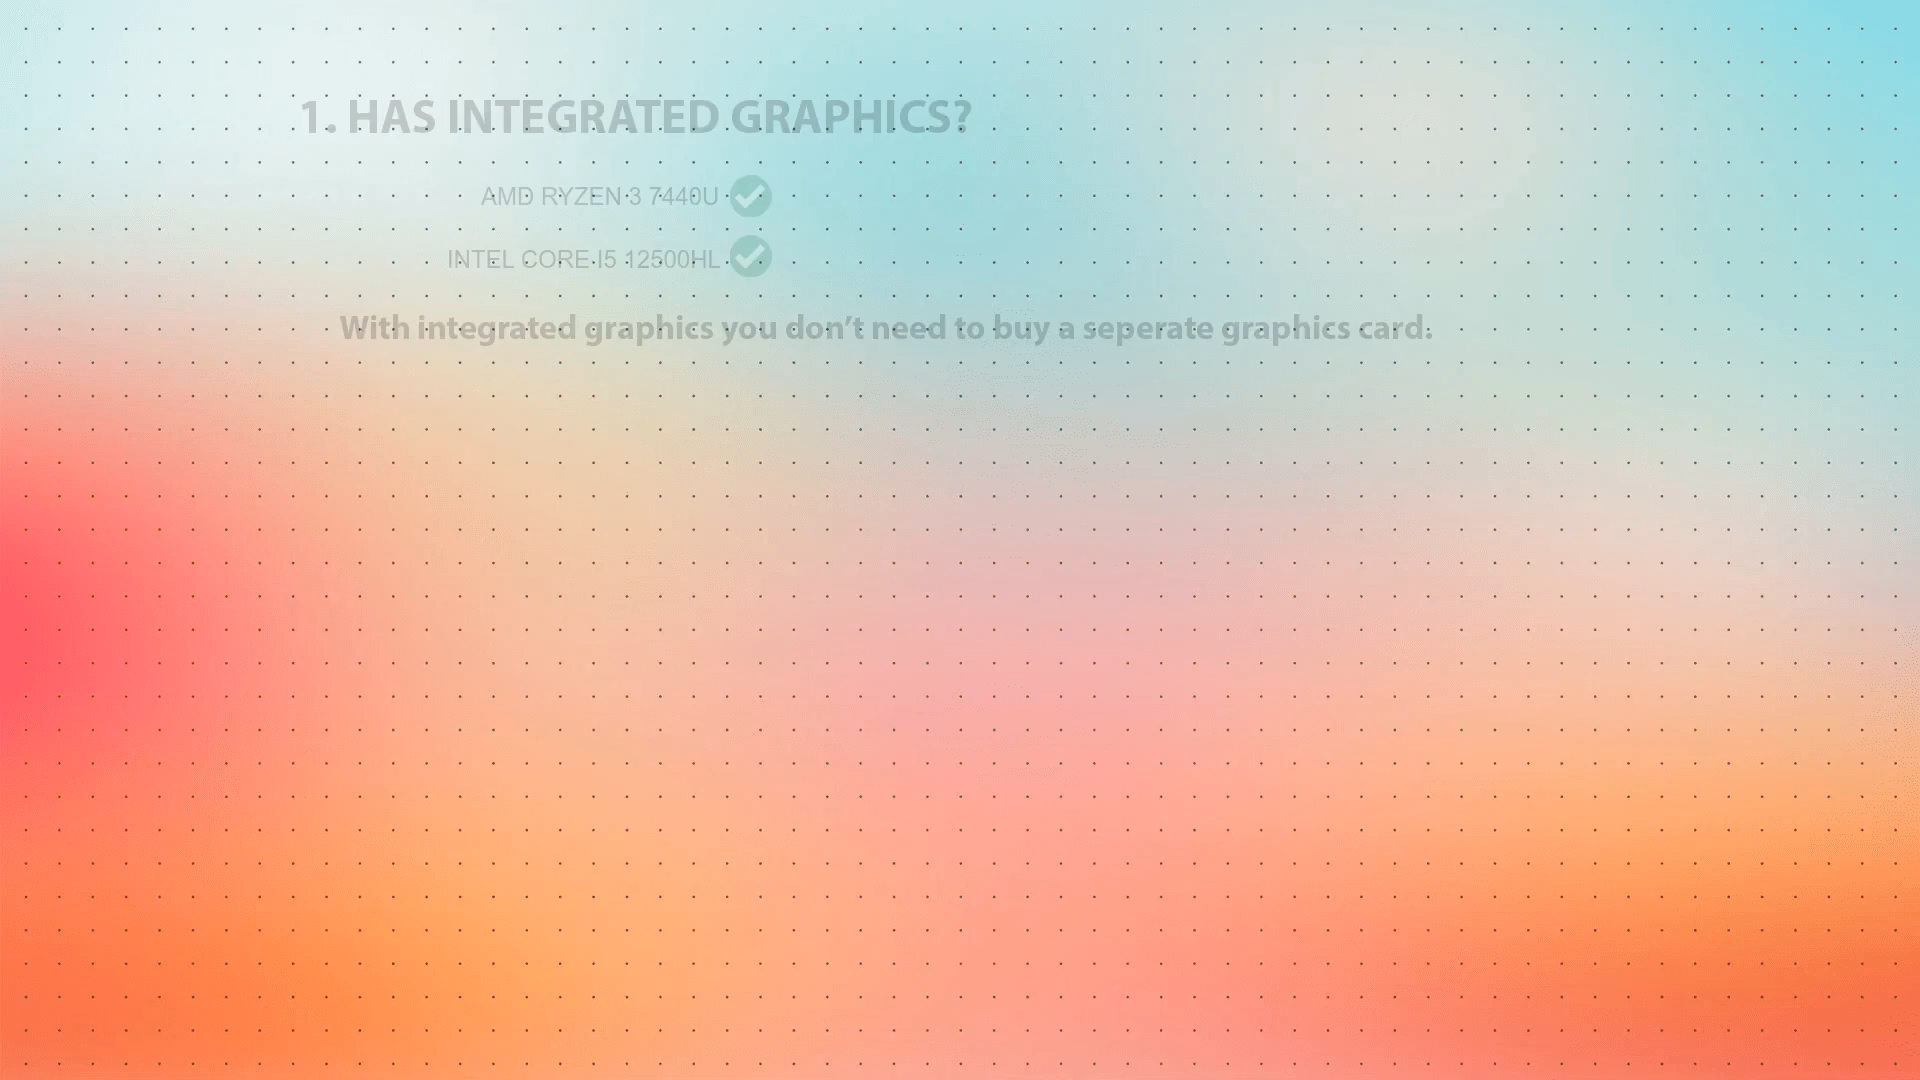 1. HAS INTEGRATED GRAPHICS?
AMD RYZEN 3 7440U
INTEL CORE I5 12500HL
With integrated graphics you don’t need to buy a seperate graphics card.